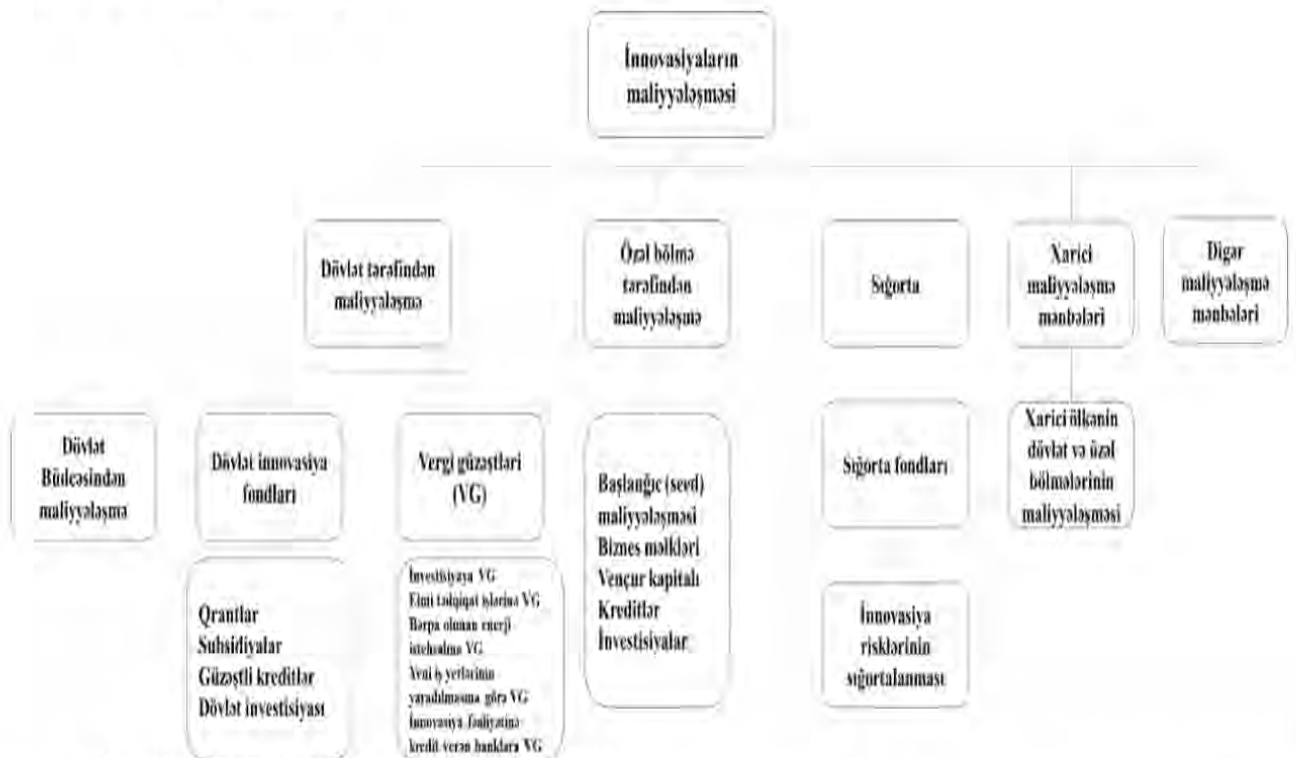 İnnovasiyaların
maliyyələşməsi
Dövlət tərəfindən
maliyyələşmə
Özəl bölmə
tərəfindən
maliyyələşmə
Sığorta
Xarici
maliyyələşmə
mənbələri
Digər
maliyyələşmə
mənbələri
Dövlət
Büdcəsindən
maliyyələşmə
Dövlət innovasiya
fondları
Vergi güzəştləri
(VG)
Başlanğıc (seyd)
maliyyələşməsi
Biznes məlkləri
Vençur kapitalı
Kreditlər
İnvestisiyalar
Sığorta fondları
Xarici ölkənin
dövlət və özəl
bölmələrinin
maliyyələşməsi
Qrantlar
Subsidiyalar
Güzəştli kreditlər
Dövlət investisiyası
İnvestisiyaya VG
Elmi tədqiqat işlərinə VG
Bərpa olunan enerji
istehsalına VG
Yeni iş yerlərinin
yaradılmasına görə VG
İnnovasiya fəaliyyətinə
kredit verən banklara VG
İnnovasiya
risklərinin
sığortalanması